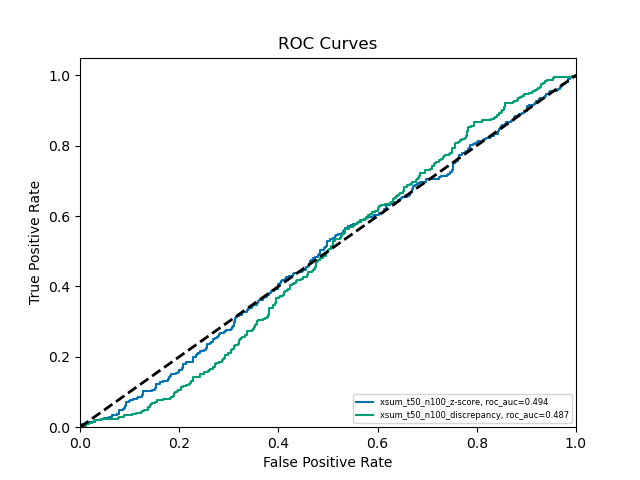 ROC Curves
True Positive Rate
1.0
0.8
0.6
0.4
0.2
0.0
0.0 0.2 0.4 0.6 0.8 1.0
False Positive Rate
xsum_t50_n100_z-score, roc_auc=0.494
xsum_t50_n100_discrepancy, roc_auc=0.487